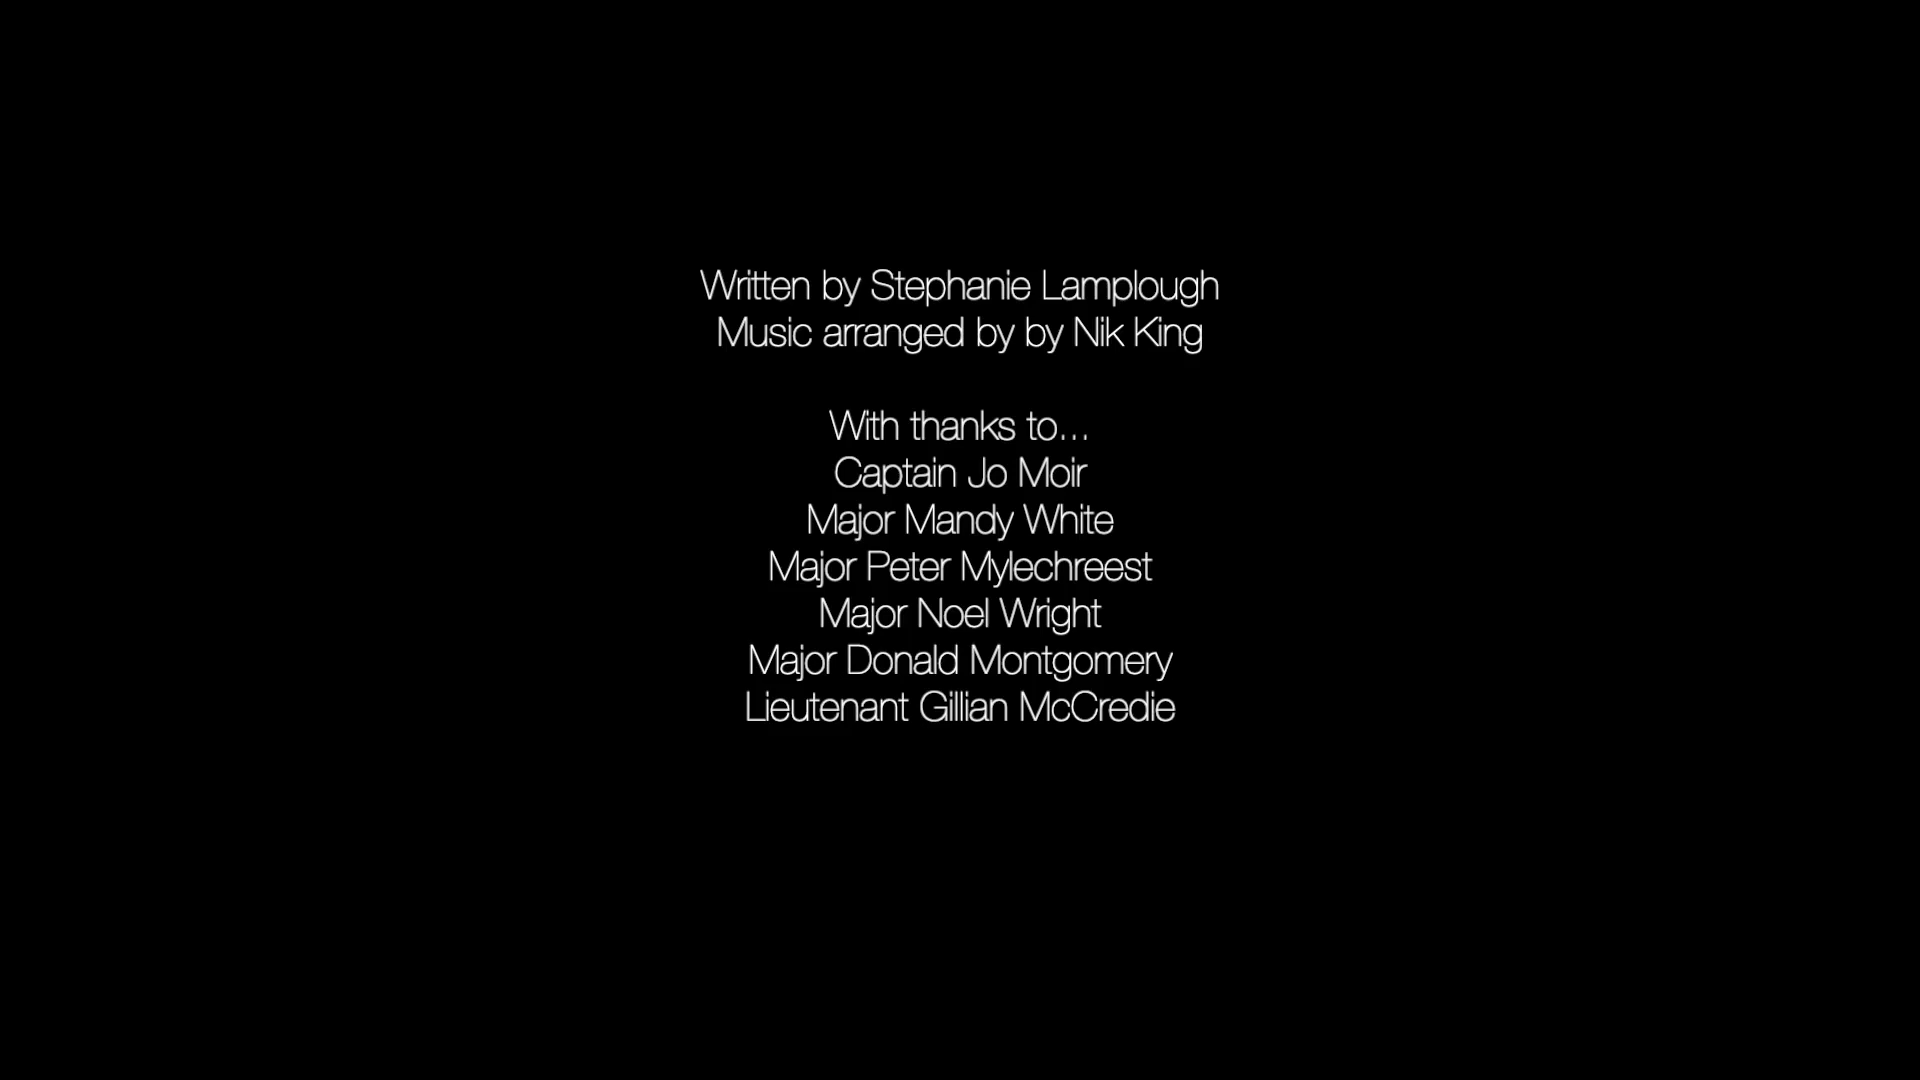 Written by Stephanie Lamplough
Music arranged by by Nik King
With thanks to...
Captain Jo Moir
Major Mandy White
Major Peter Mylechreest
Major Noel Wright
Major Donald Montgomery
Lieutenant Gillian McCredie